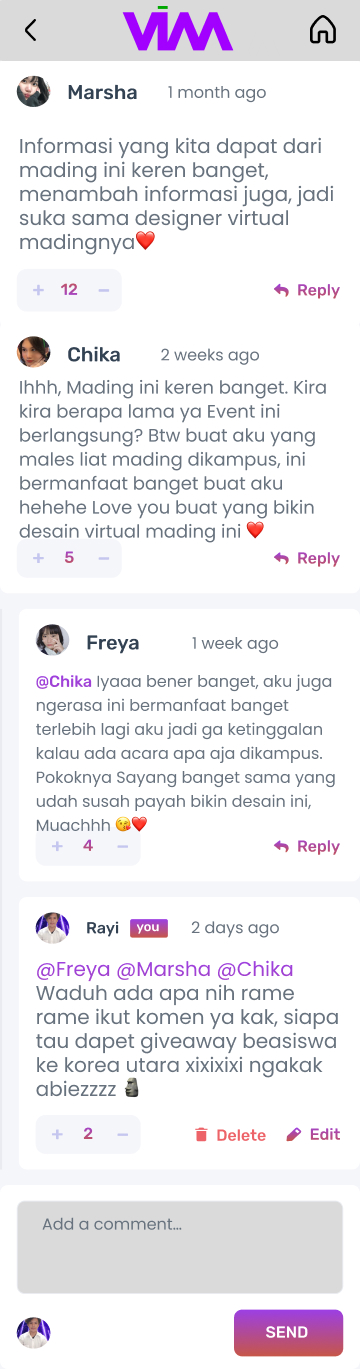 VIAA
Marsha 1 month ago
Informasi yang kita dapat dari
mading ini keren banget,
menambah informasi juga, jadi
suka sama designer virtual
madingnya❤️
+ 12 − Reply
Chika 2 weeks ago
Ihhh, Mading ini keren banget. Kira
kira berapa lama ya Event ini
berlangsung? Btw buat aku yang
males liat mading dikampus, ini
bermanfaat banget buat aku
hehehe Love you buat yang bikin
desain virtual mading ini ❤️
+ 5 − Reply
Freya 1 week ago
@Chika Iyaaa bener banget, aku juga
ngerasa ini bermanfaat banget
terlebih lagi aku jadi ga ketinggalan
kalau ada acara apa aja dikampus.
Pokoknya Sayang banget sama yang
udah susah payah bikin desain ini,
Muachhh 😘❤️
+ 4 − Reply
Rayi you 2 days ago
@Freya @Marsha @Chika
Waduh ada apa nih rame
rame ikut komen ya kak, siapa
tau dapet giveaway beasiswa
ke korea utara xixixixi ngakak
abiezzzz 🗿
+ 2 − Delete Edit
Add a comment...
SEND